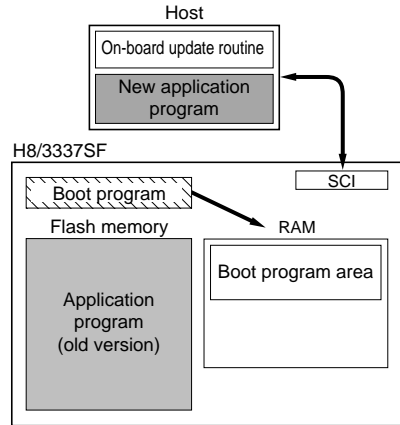 Host
On-board update routine
New application
program
H8/3337SF
SCI
Boot program
Flash memory
RAM
Boot program area
Application
program
(old version)